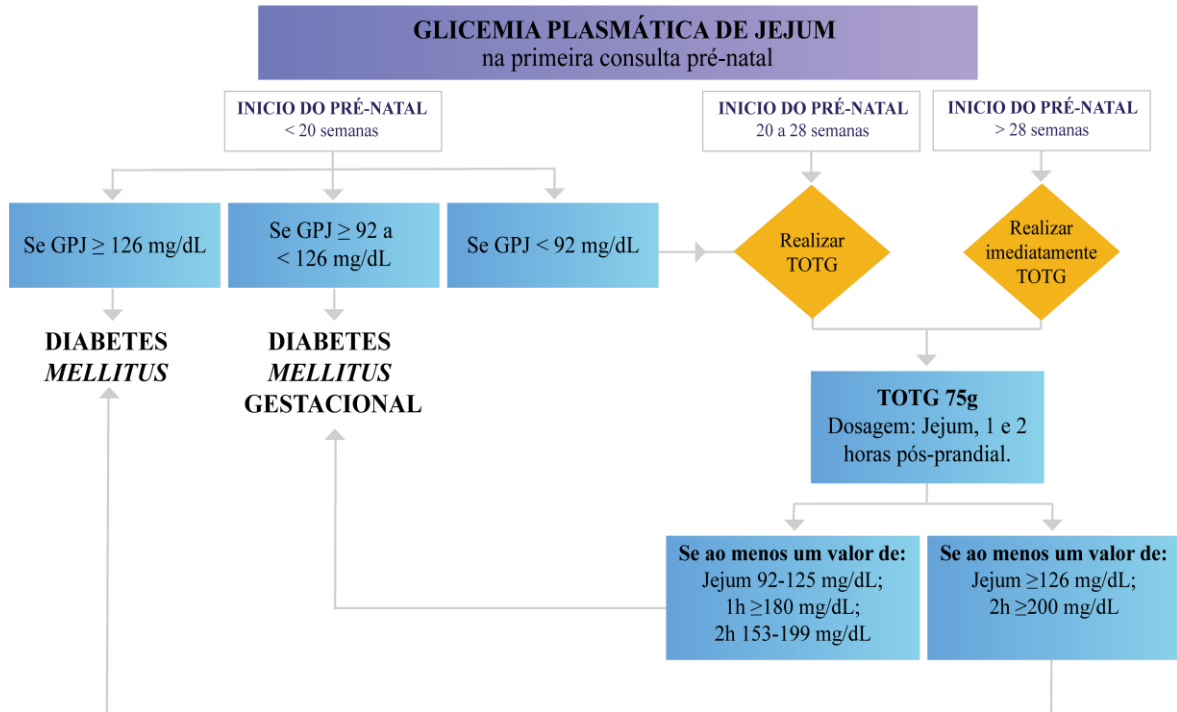 GLICEMIA PLASMÁTICA DE JEJUM
na primeira consulta pré-natal
INICIO DO PRÉ-NATAL
< 20 semanas
INICIO DO PRÉ-NATAL
20 a 28 semanas
INICIO DO PRÉ-NATAL
> 28 semanas
Se GPJ ≥ 126 mg/dL
Se GPJ ≥ 92 a
< 126 mg/dL
Se GPJ < 92 mg/dL
Realizar
TOTG
Realizar
imediatamente
TOTG
DIABETES
MELLITUS
DIABETES
MELLITUS
GESTACIONAL
TOTG 75g
Dosagem: Jejum, 1 e 2
horas pós-prandial.
Se ao menos um valor de:
Jejum 92-125 mg/dL;
1h ≥180 mg/dL;
2h 153-199 mg/dL
Se ao menos um valor de:
Jejum ≥126 mg/dL;
2h ≥200 mg/dL